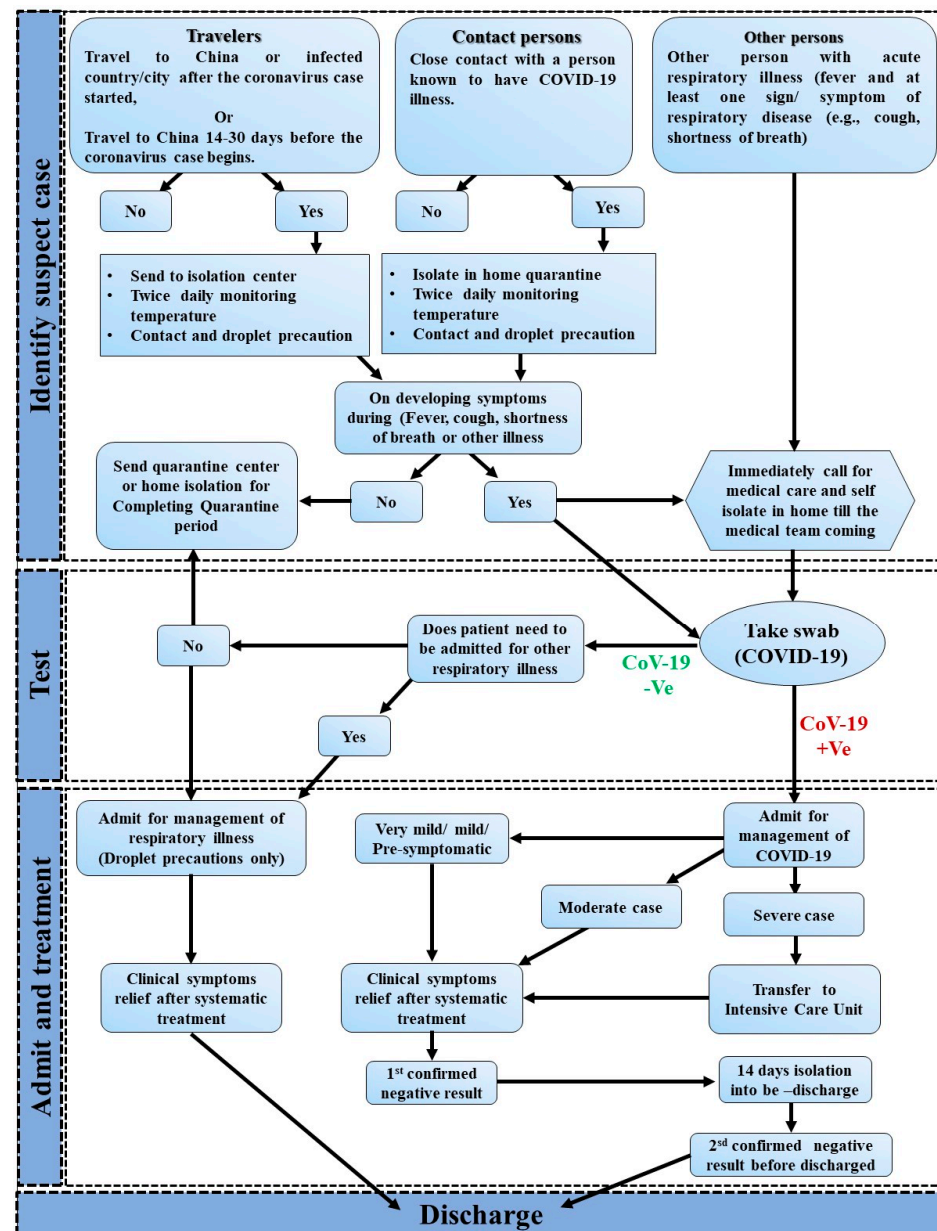 Identify suspect case
Travelers
Travel to China or infected
country/city after the coronavirus case
started,
Or
Travel to China 14-30 days before the
coronavirus case begins.
Contact persons
Close contact with a person
known to have COVID-19
illness.
Other persons
Other person with acute
respiratory illness (fever and at
least one sign/ symptom of
respiratory disease (e.g., cough,
shortness of breath)
No
Yes
No
Yes
• Send to isolation center
• Twice daily monitoring
temperature
• Contact and droplet precaution
• Isolate in home quarantine
• Twice daily monitoring
temperature
• Contact and droplet precaution
On developing symptoms
during (Fever, cough, shortness
of breath or other illness
Send quarantine center
or home isolation for
Completing Quarantine
period
No
Yes
Immediately call for
medical care and self
isolate in home till the
medical team coming
Test
No
Does patient need to
be admitted for other
respiratory illness
CoV-19
-Ve
Take swab
(COVID-19)
Yes
CoV-19
+Ve
Admit and treatment
Admit for management of
respiratory illness
(Droplet precautions only)
Very mild/ mild/
Pre-symptomatic
Admit for
management of
COVID-19
Moderate case
Severe case
Clinical symptoms
relief after systematic
treatment
Clinical symptoms
relief after systematic
treatment
Transfer to
Intensive Care Unit
1st confirmed
negative result
14 days isolation
into be –discharge
2sd confirmed negative
result before discharged
Discharge